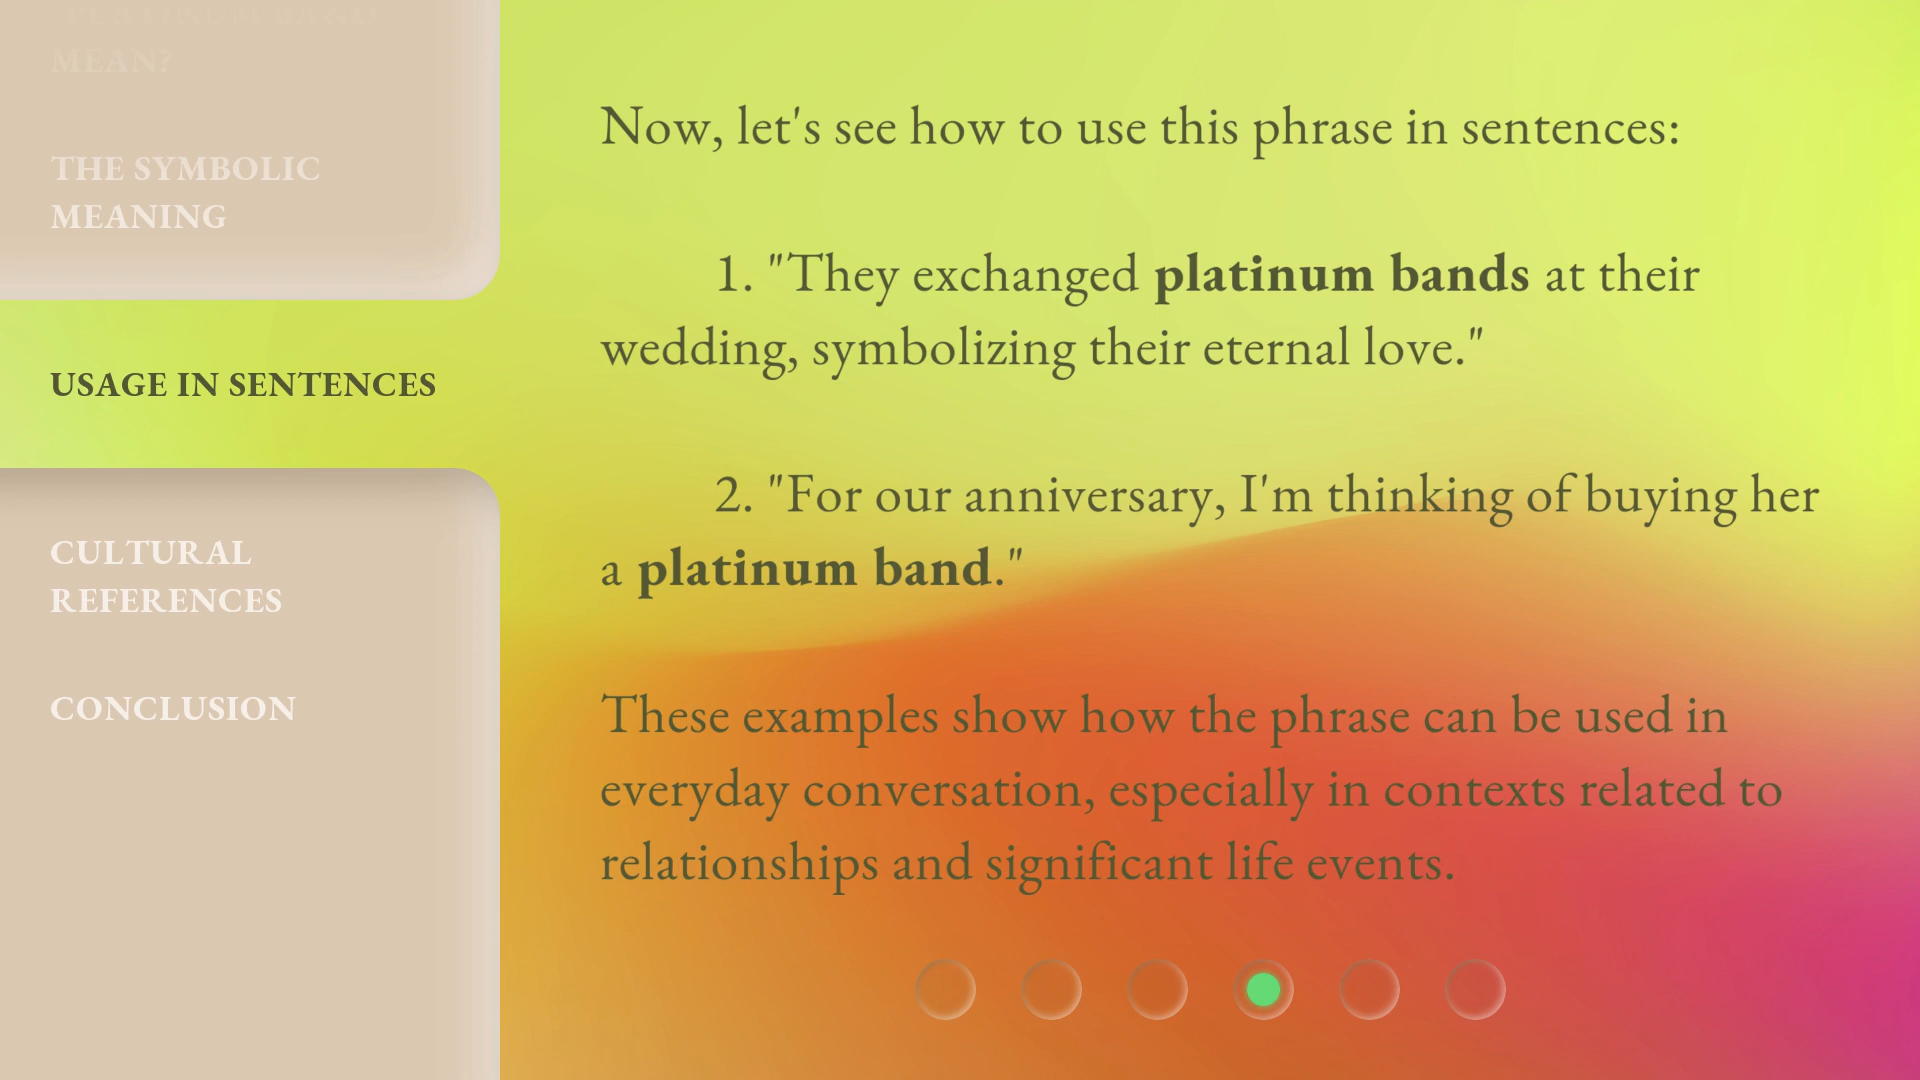 PLATINUM BAND
MEAN?
THE SYMBOLIC
MEANING
USAGE IN SENTENCES
CULTURAL
REFERENCES
CONCLUSION
Now, let's see how to use this phrase in sentences:
1. "They exchanged platinum bands at their
wedding, symbolizing their eternal love."
2. "For our anniversary, I'm thinking of buying her
a platinum band."
These examples show how the phrase can be used in
everyday conversation, especially in contexts related to
relationships and significant life events.